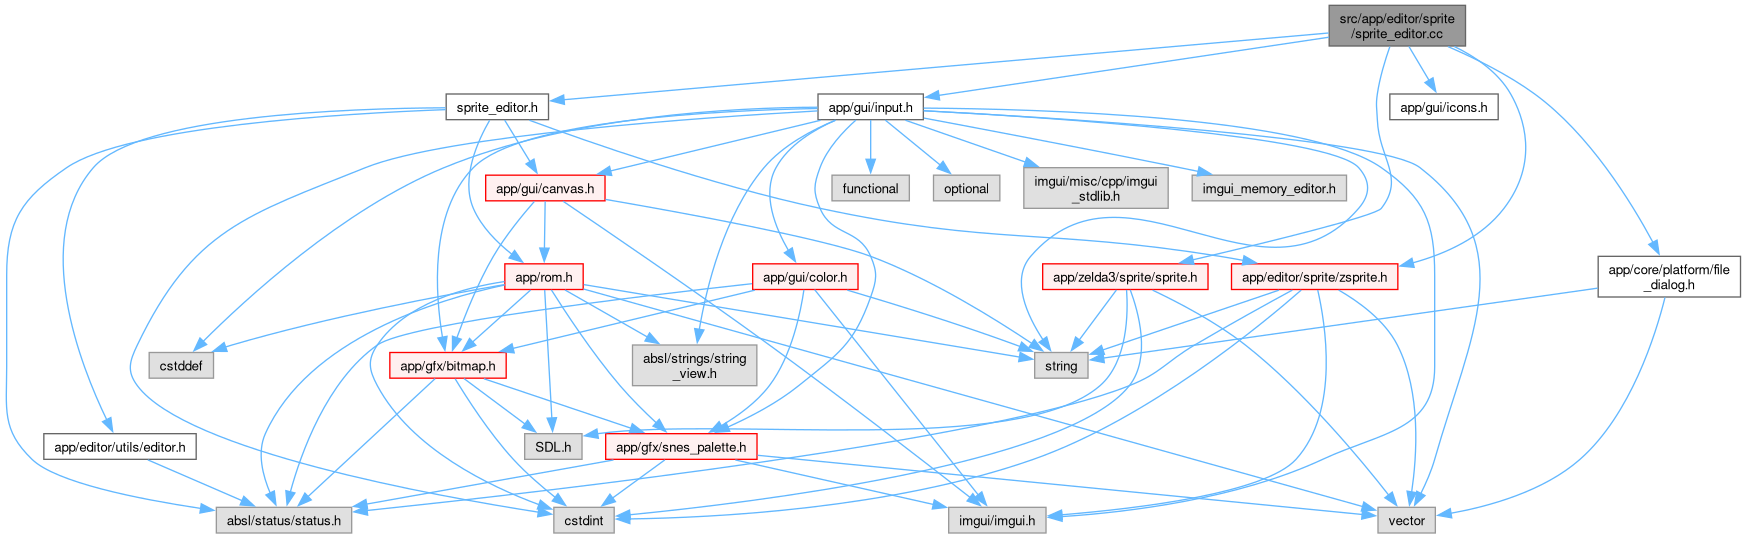 src/app/editor/sprite
/sprite_editor.cc
sprite_editor.h
app/gui/input.h
app/gui/icons.h
app/gui/canvas.h
functional
optional
imgui/misc/cpp/imgui
_stdlib.h
imgui_memory_editor.h
app/rom.h
app/gui/color.h
app/zelda3/sprite/sprite.h
app/editor/sprite/zsprite.h
app/core/platform/file
_dialog.h
cstddef
app/gfx/bitmap.h
absl/strings/string
_view.h
string
app/editor/utils/editor.h
SDL.h
app/gfx/snes_palette.h
absl/status/status.h
cstdint
imgui/imgui.h
vector